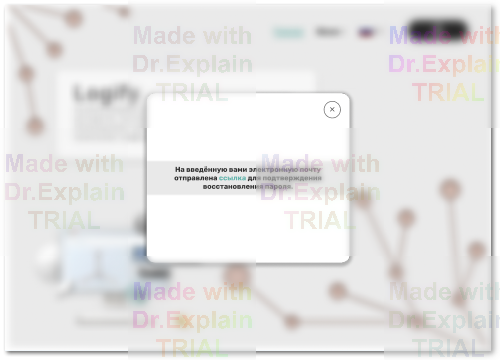 Made with
Dr.Explain
TRIAL
Made with
Dr.Explain
TRIAL
Logify
На введённую вами электронную почту
отправлена ссылка для подтверждения
восстановления пароля.
Made with
Dr.Explain
TRIAL
Made with
Dr.Explain
TRIAL
Made with
Dr.Explain
TRIAL
Made with
Dr.Explain
TRIAL